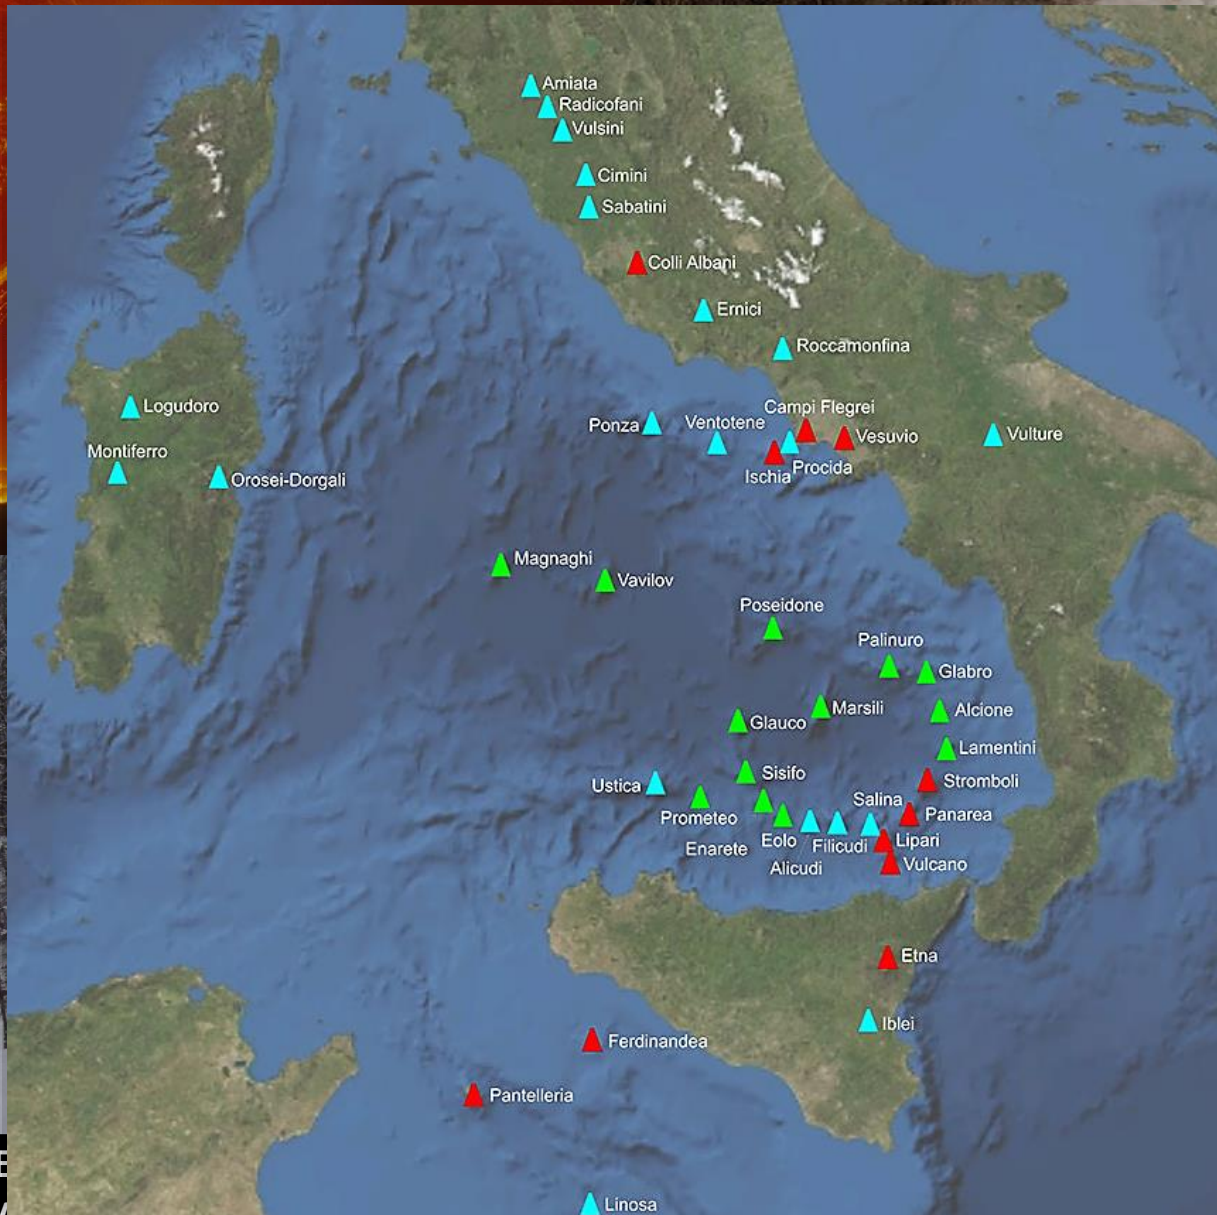 Amiata
Radicofani
Vulsini
Cimini
Sabatini
Colli Albani
Ernici
Roccamonfina
Logudoro
Campi Flegrei
Ponza
Ventotene
Vesuvio
Vulture
Montiferro
Procida
Ischia
Orosei-Dorgali
Magnaghi
Vavilov
Poseidone
Palinuro
Glabro
Marsili
Alcione
Glauco
Lamentini
Sisifo
Stromboli
Ustica
Salina
Panarea
Prometeo
Eolo
Filicudi
Lipari
Enarete
Alicudi
Vulcano
Etna
Iblei
Ferdinandea
Pantelleria
Linosa